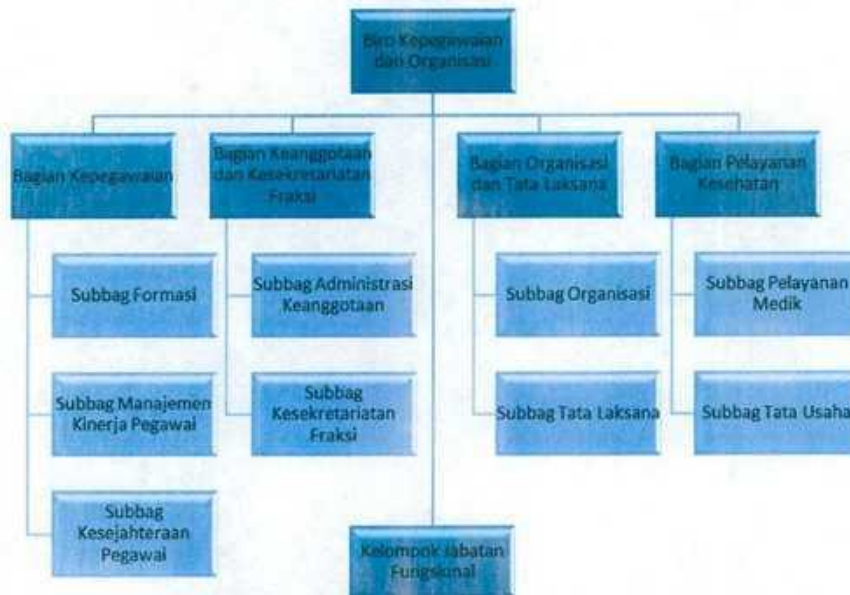 Biro Kepegawaian
dan Organisasi
Bagian Kepegawaian
Bagian Keanggotaan
dan Kesekretariatan
Fraksi
Bagian Organisasi
dan Tata Laksana
Bagian Pelayanan
Kesehatan
Subbag Formasi
Subbag Administrasi
Keanggotaan
Subbag Organisasi
Subbag Pelayanan
Medik
Subbag Manajemen
Kinerja Pegawai
Subbag
Kesekretariatan
Fraksi
Subbag Tata Laksana
Subbag Tata Usaha
Subbag
Kesejahteraan
Pegawai
Kelompok Jabatan
Fungsional